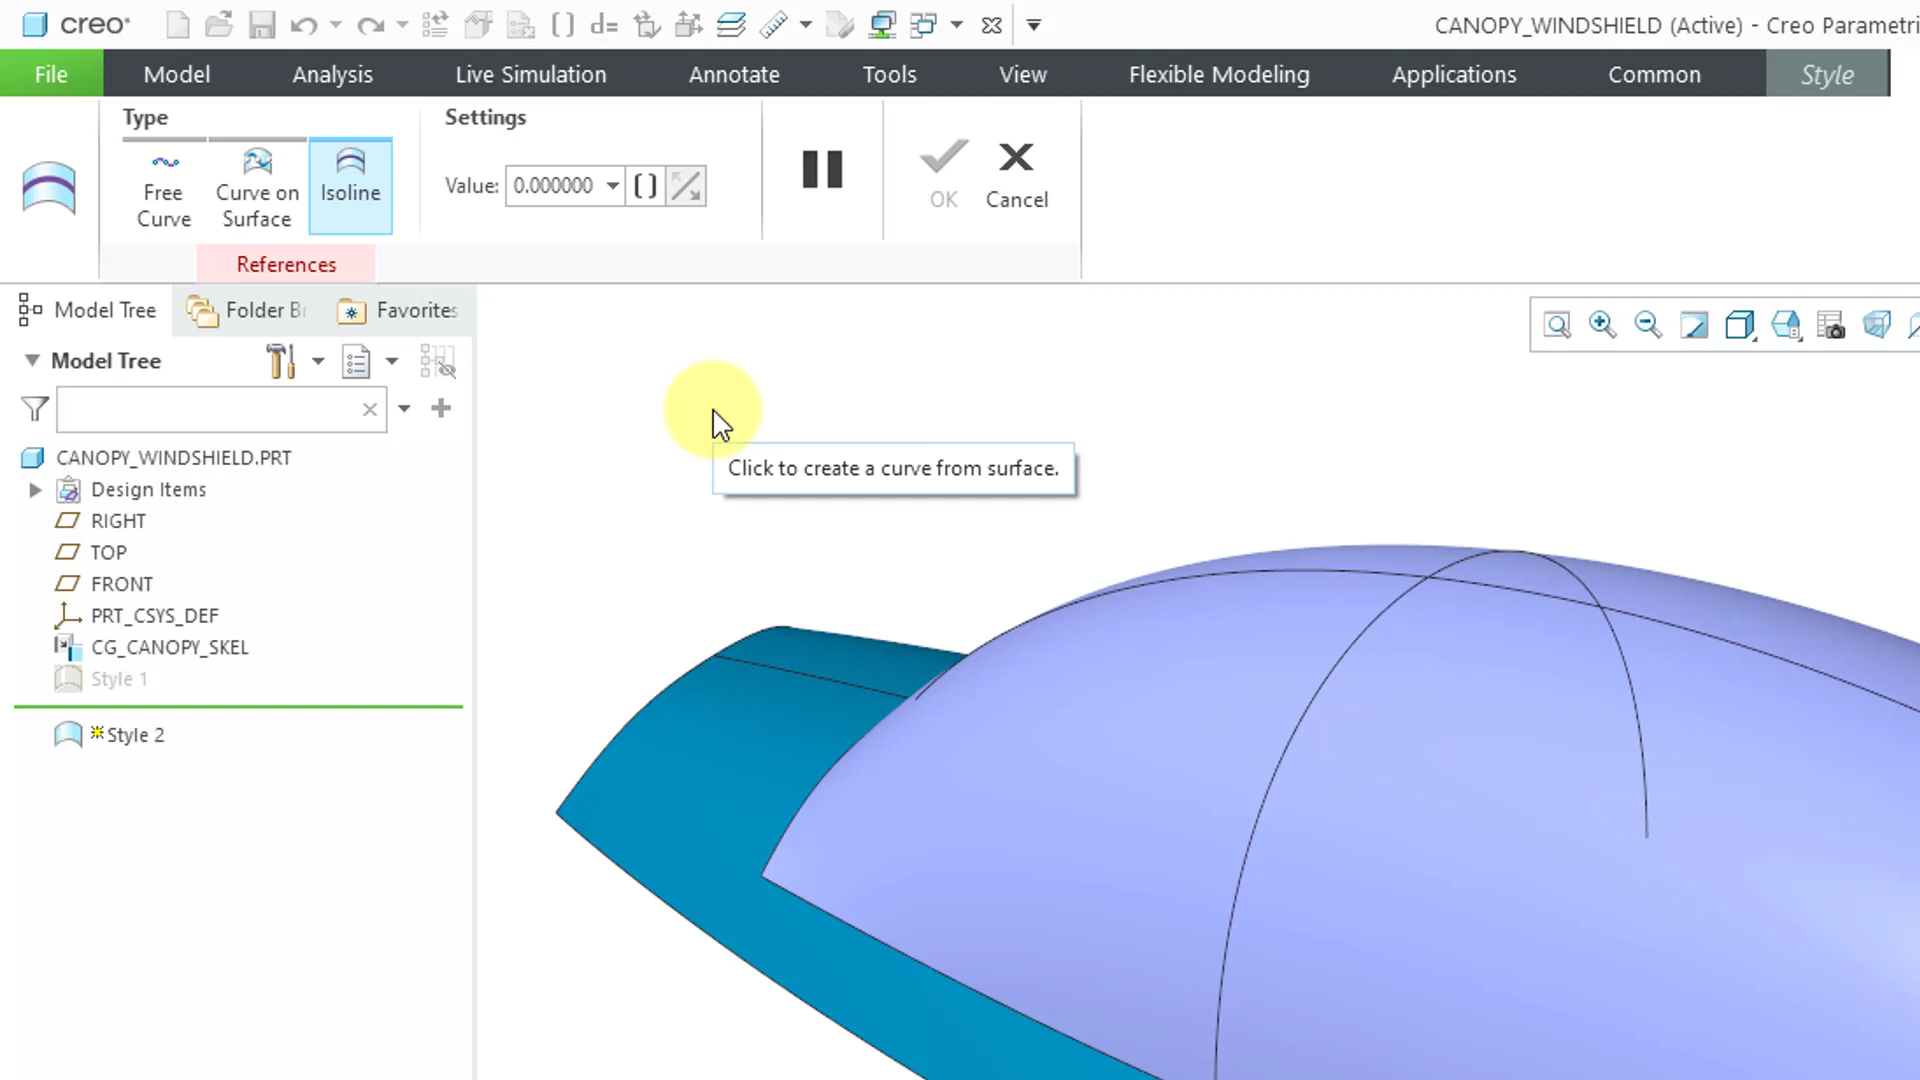 creo
d=
CANOPY_WINDSHIELD (Active) - Creo Parametri
File Model Analysis Live Simulation Annotate Tools View Flexible Modeling Applications Common Style
Type
Settings
Free Curve
Curve on Surface
Isoline
Value: 0.000000
OK
Cancel
References
Model Tree Folder Br Favorites
Model Tree
CANOPY_WINDSHIELD.PRT
Design Items
RIGHT
TOP
FRONT
PRT_CSYS_DEF
CG_CANOPY_SKEL
Style 1
Style 2
Click to create a curve from surface.